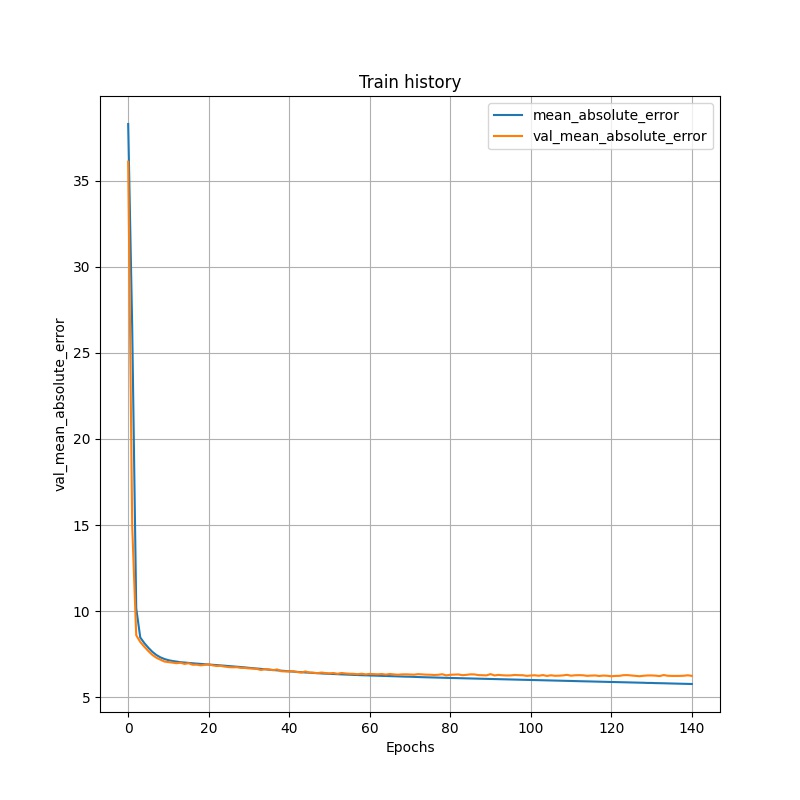 Train history
mean_absolute_error
val_mean_absolute_error
35
30
25
20
15
10
5
val_mean_absolute_error
0 20 40 60 80 100 120 140
Epochs